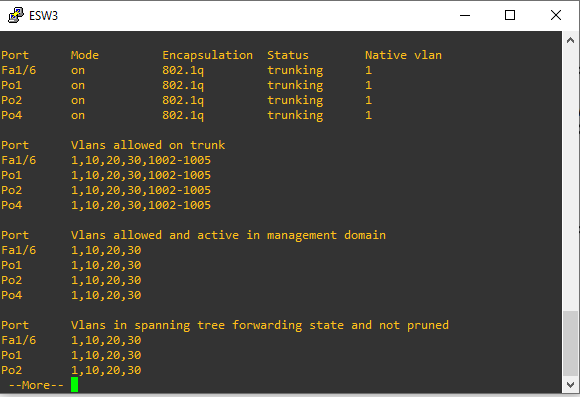 ESW3
Port Mode Encapsulation Status Native vlan
Fa1/6 on 802.1q trunking 1
Po1 on 802.1q trunking 1
Po2 on 802.1q trunking 1
Po4 on 802.1q trunking 1
Port Vlans allowed on trunk
Fa1/6 1,10,20,30,1002-1005
Po1 1,10,20,30,1002-1005
Po2 1,10,20,30,1002-1005
Po4 1,10,20,30,1002-1005
Port Vlans allowed and active in management domain
Fa1/6 1,10,20,30
Po1 1,10,20,30
Po2 1,10,20,30
Po4 1,10,20,30
Port Vlans in spanning tree forwarding state and not pruned
Fa1/6 1,10,20,30
Po1 1,10,20,30
Po2 1,10,20,30
--More--